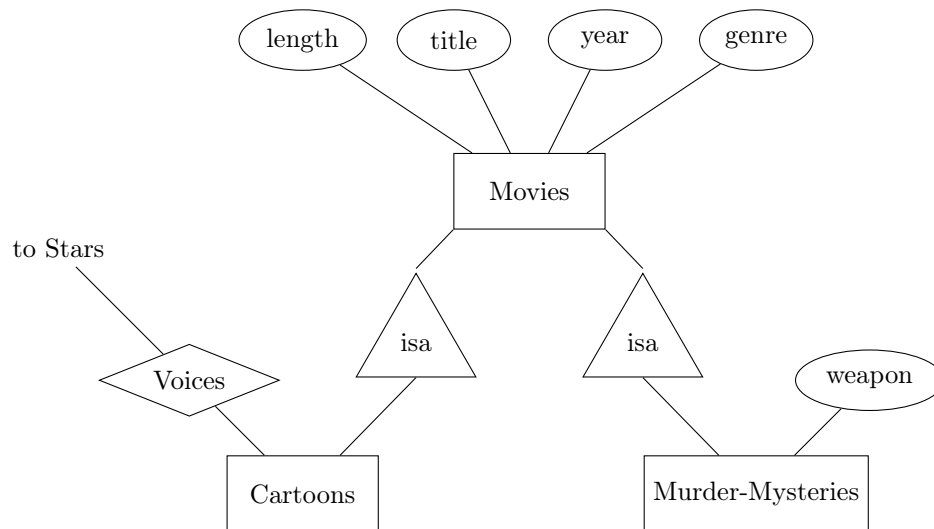 length
title
year
genre
Movies
to Stars
isa
isa
Voices
weapon
Cartoons
Murder-Mysteries